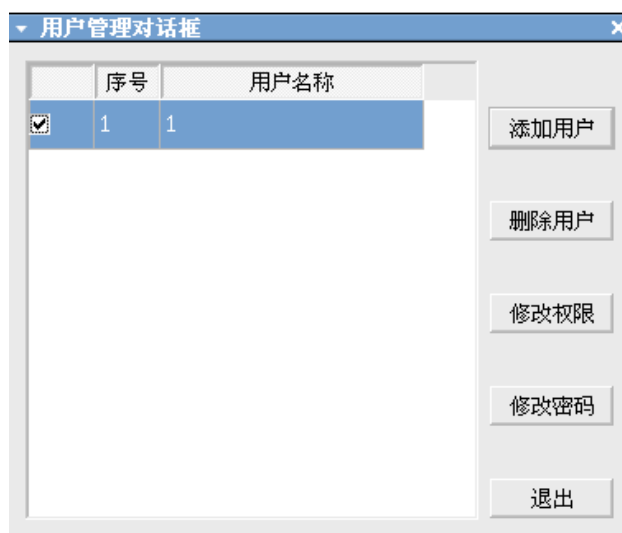 用户管理对话框
序号 用户名称
1 1
添加用户
删除用户
修改权限
修改密码
退出